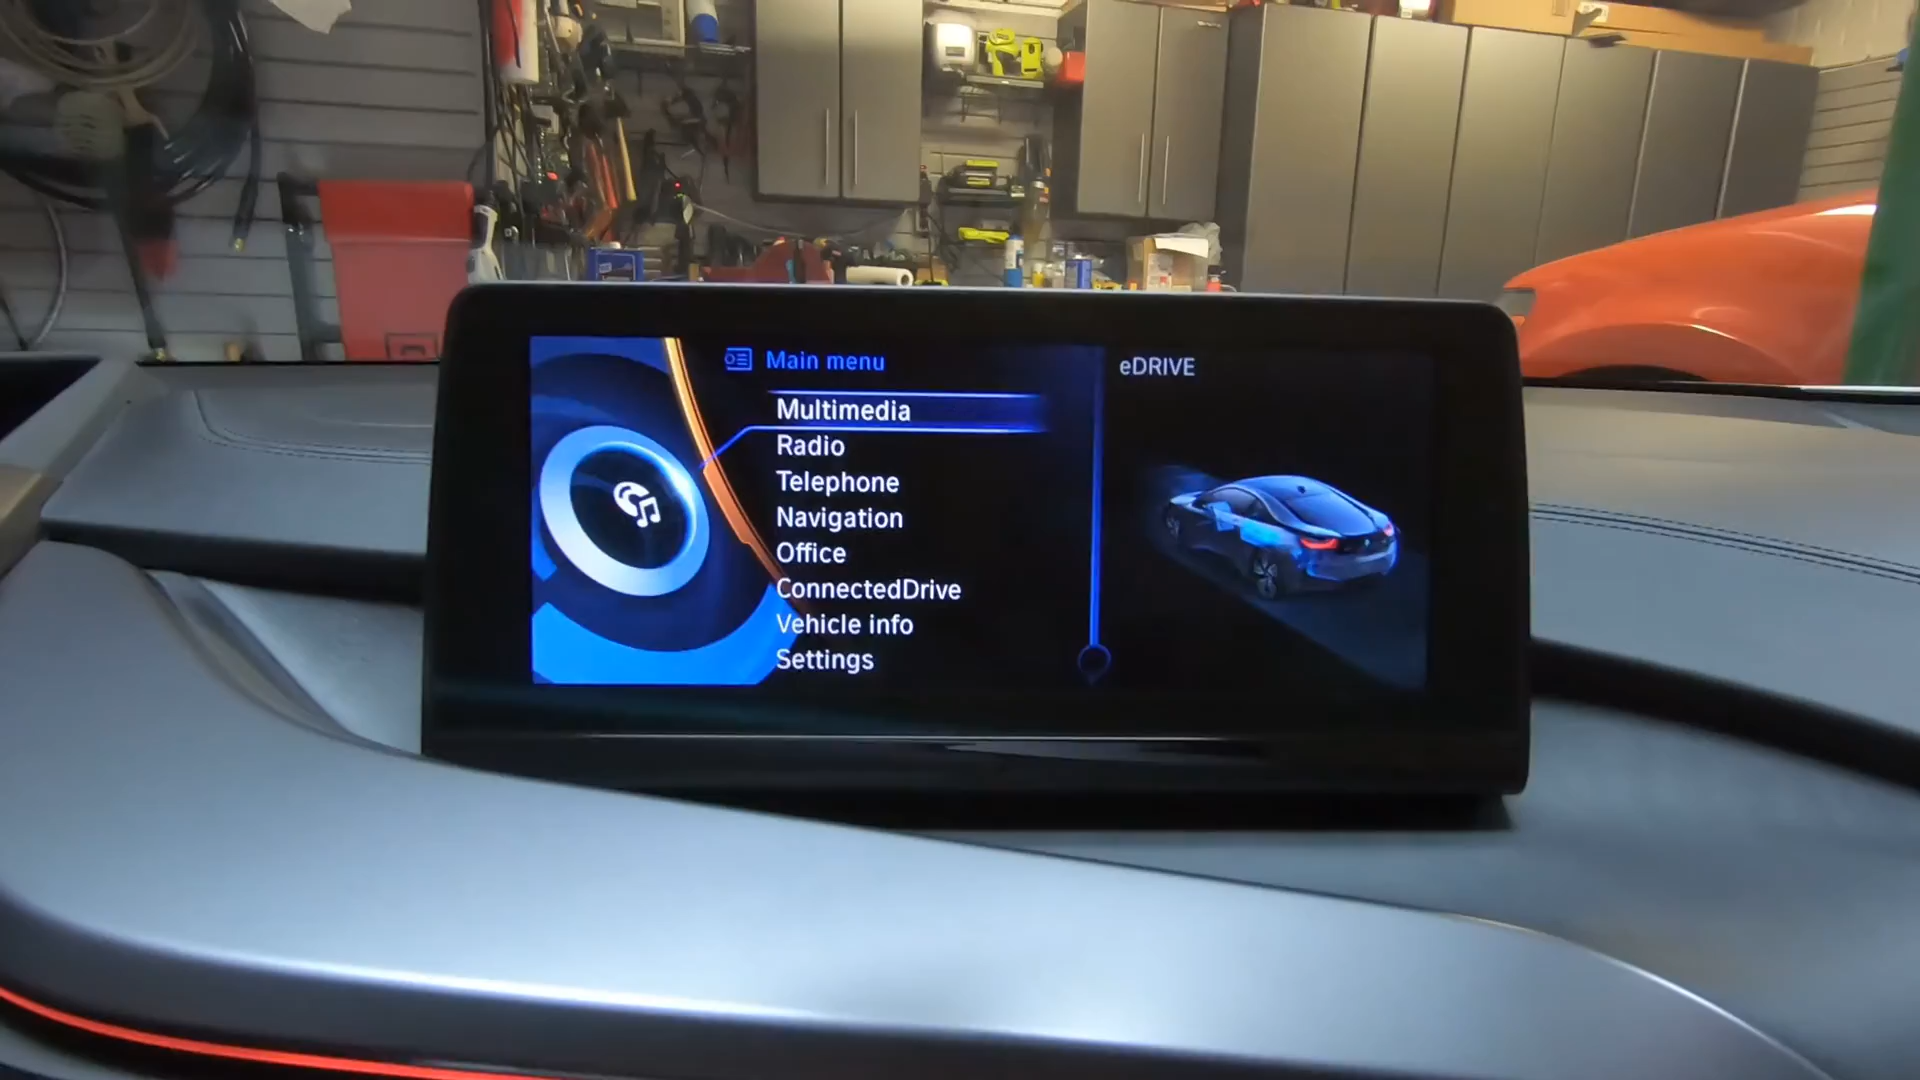 Main menu
Multimedia
Radio
Telephone
Navigation
Office
ConnectedDrive
Vehicle info
Settings
eDRIVE